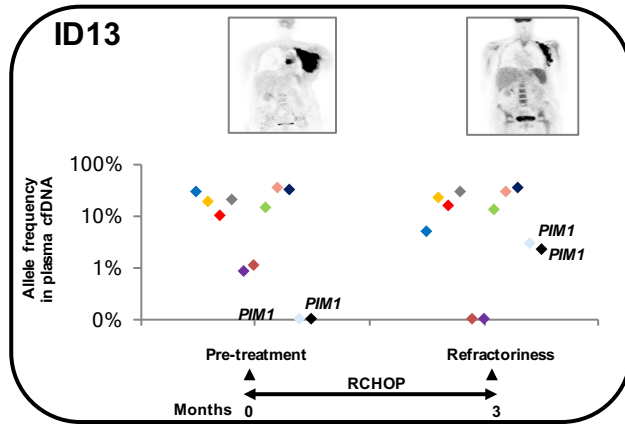 ID13
Allele frequency
in plasma cfDNA
100%
10%
1%
0%
PIM1
PIM1
PIM1
PIM1
Pre-treatment
Refractoriness
RCHOP
Months
0
3